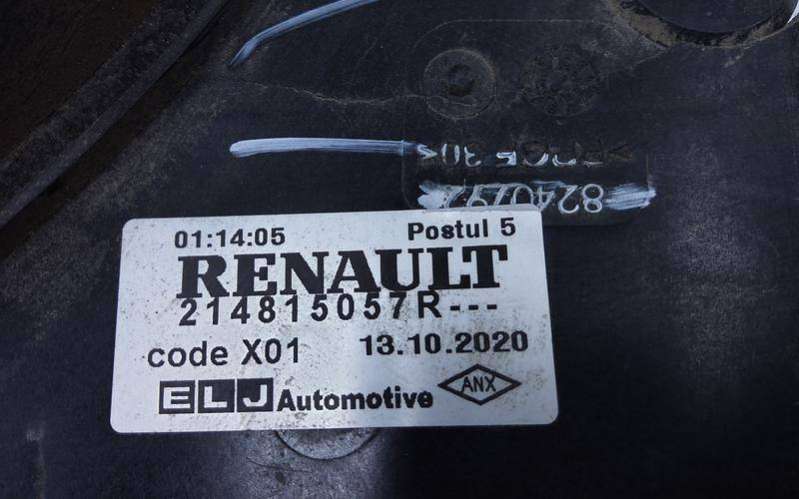 01:14:05 Postul 5
RENAULT
214815057R---
code X01 13.10.2020
ELJ Automotive ANX